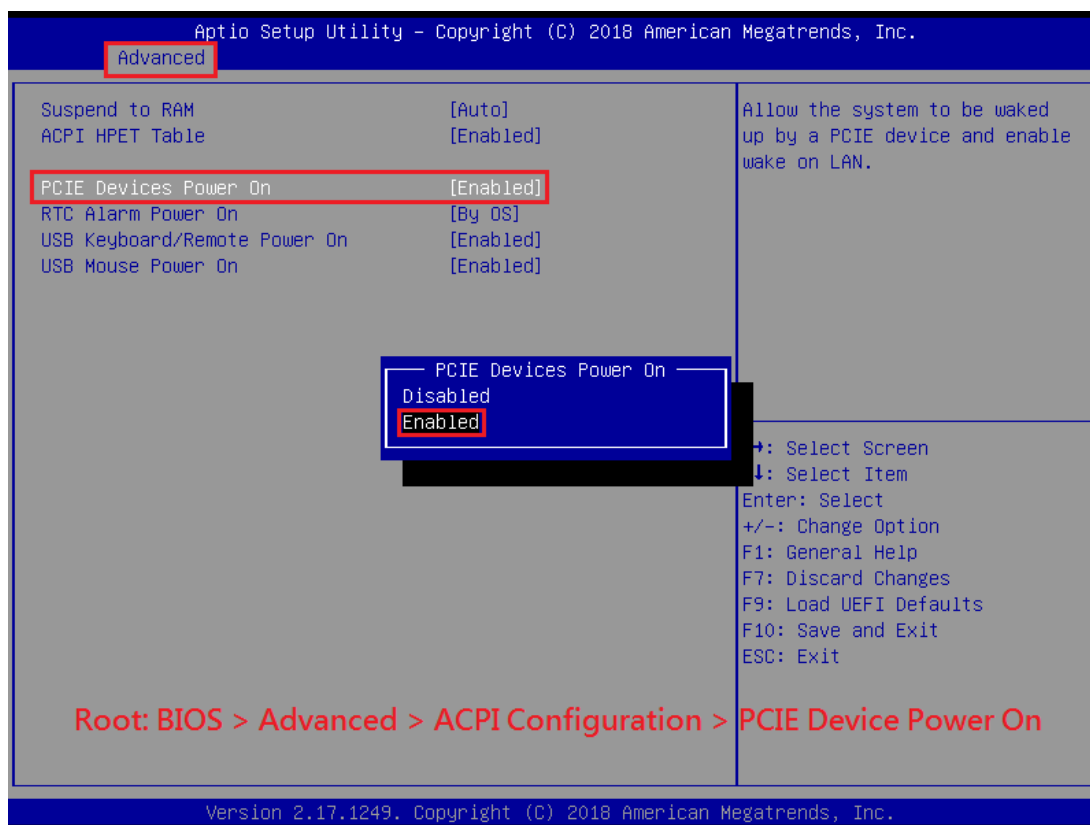 Aptio Setup Utility – Copyright (C) 2018 American Megatrends, Inc.
Advanced
Suspend to RAM [Auto]
ACPI HPET Table [Enabled]
PCIE Devices Power On [Enabled]
RTC Alarm Power On [By OS]
USB Keyboard/Remote Power On [Enabled]
USB Mouse Power On [Enabled]
Allow the system to be waked
up by a PCIE device and enable
wake on LAN.
PCIE Devices Power On
Disabled
Enabled
→: Select Screen
↓: Select Item
Enter: Select
+/-: Change Option
F1: General Help
F7: Discard Changes
F9: Load UEFI Defaults
F10: Save and Exit
ESC: Exit
Root: BIOS > Advanced > ACPI Configuration > PCIE Device Power On
Version 2.17.1249. Copyright (C) 2018 American Megatrends, Inc.